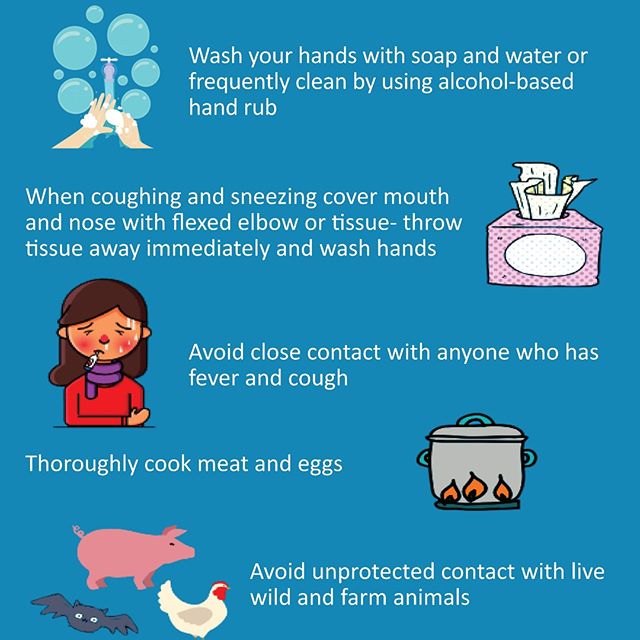 Wash your hands with soap and water or
frequently clean by using alcohol-based
hand rub
When coughing and sneezing cover mouth
and nose with flexed elbow or tissue- throw
tissue away immediately and wash hands
Avoid close contact with anyone who has
fever and cough
Thoroughly cook meat and eggs
Avoid unprotected contact with live
wild and farm animals